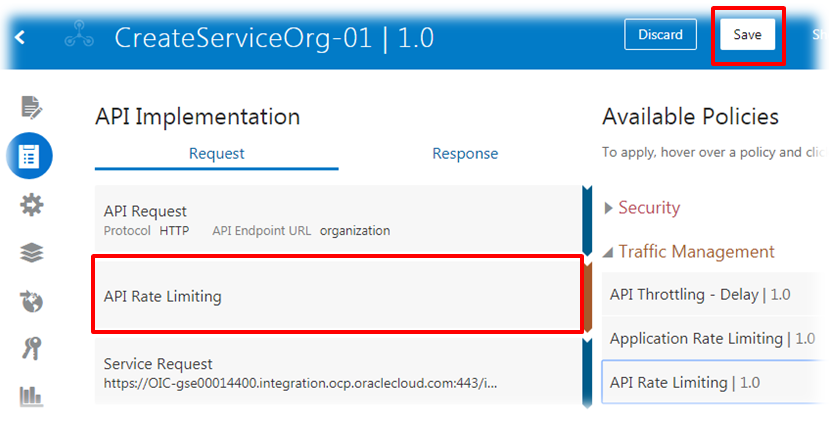 CreateServiceOrg-01 | 1.0
Discard
Save
API Implementation
Request
Response
API Request
Protocol HTTP API Endpoint URL organization
API Rate Limiting
Service Request
https://OIC-gse00014400.integration.ocp.oraclecloud.com:443/i...
Available Policies
To apply, hover over a policy and
Security
Traffic Management
API Throttling - Delay | 1.0
Application Rate Limiting | 1.0
API Rate Limiting | 1.0